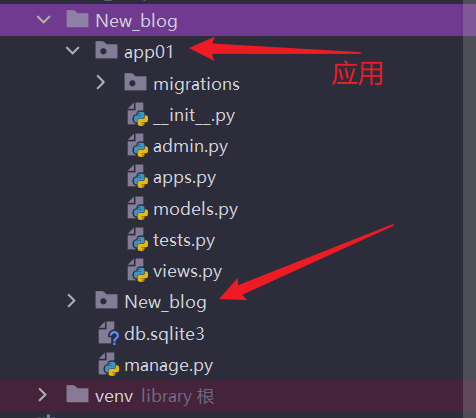 New_blog
app01
应用
migrations
__init__.py
admin.py
apps.py
models.py
tests.py
views.py
New_blog
db.sqlite3
manage.py
venv library 根